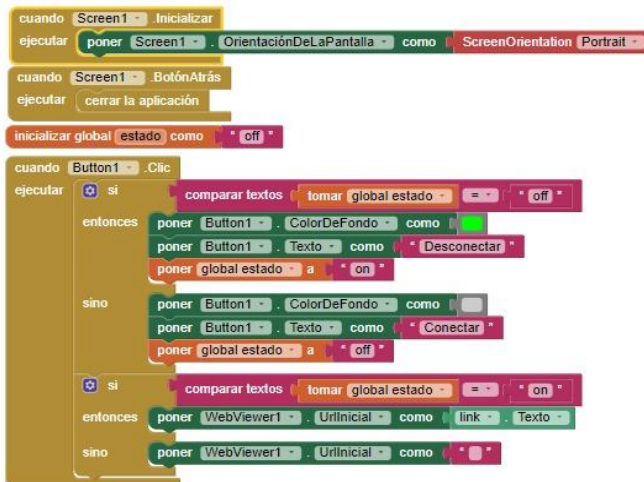 cuando Screen1 .Inicializar
ejecutar poner Screen1 . OrientaciónDeLaPantalla como ScreenOrientation Portrait
cuando Screen1 .BotónAtrás
ejecutar cerrar la aplicación
inicializar global estado como " off "
cuando Button1 .Clic
ejecutar si comparar textos tomar global estado = " off "
entonces poner Button1 . ColorDeFondo como
poner Button1 . Texto como " Desconectar "
poner global estado a " on "
sino poner Button1 . ColorDeFondo como
poner Button1 . Texto como " Conectar "
poner global estado a " off "
si comparar textos tomar global estado = " on "
entonces poner WebViewer1 . UrlInicial como link . Texto
sino poner WebViewer1 . UrlInicial como " "